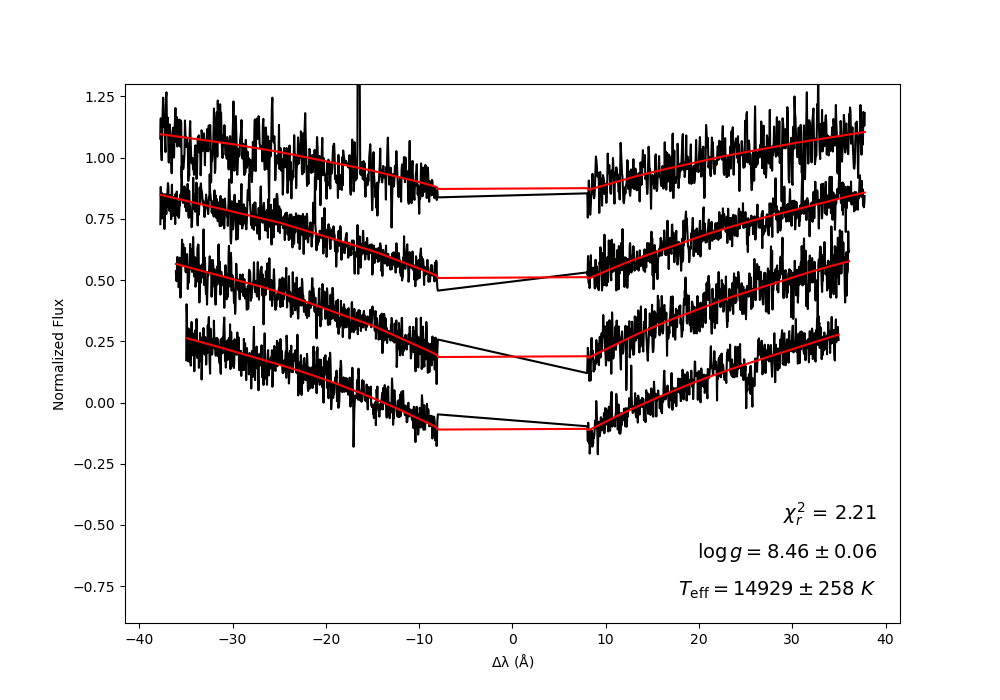 1.25
1.00
0.75
0.50
0.25
0.00
−0.25
−0.50
−0.75
Normalized Flux
χ²ᵣ = 2.21
log g = 8.46 ± 0.06
T_eff = 14929 ± 258 K
−40 −30 −20 −10 0 10 20 30 40
Δλ (Å)